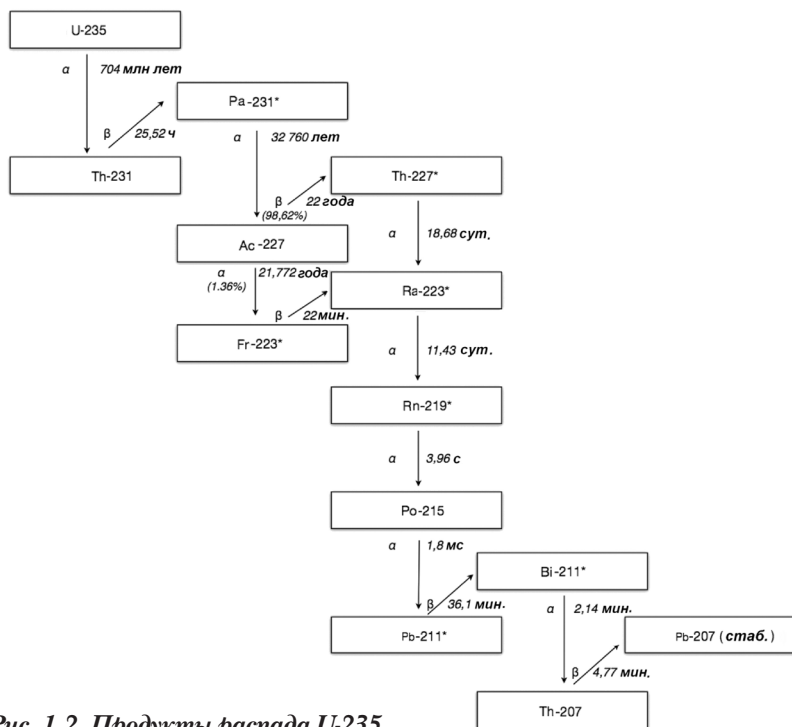 U-235
α 704 млн лет
Pa-231*
β 25,52 ч
α 32 760 лет
Th-231
Th-227*
β 22 года
(98,62%)
Ac-227
α 18,68 сут.
α 21,772 года
(1.36%)
Ra-223*
β 22мин.
Fr-223*
α 11,43 сут.
Rn-219*
α 3,96 с
Po-215
α 1,8 мс
Bi-211*
β 36,1 мин.
α 2,14 мин.
Pb-211*
Pb-207 (стаб.)
β 4,77 мин.
Th-207
Рис. 1.2. Продукты распада U-235